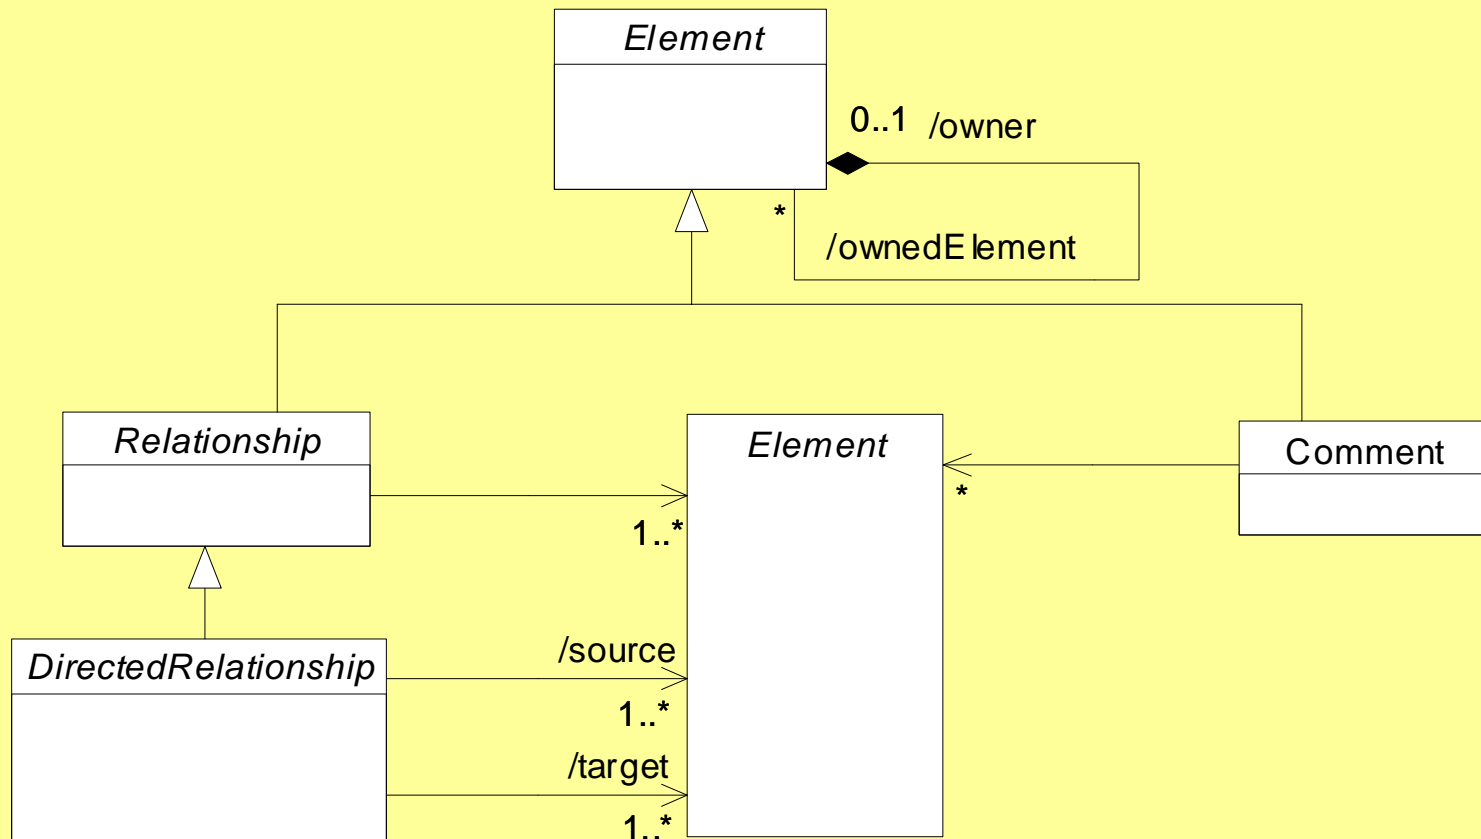 Element
0..1 /owner
*
/ownedElement
Relationship
Element
Comment
*
1..*
/source
DirectedRelationship
1..*
/target
1..*